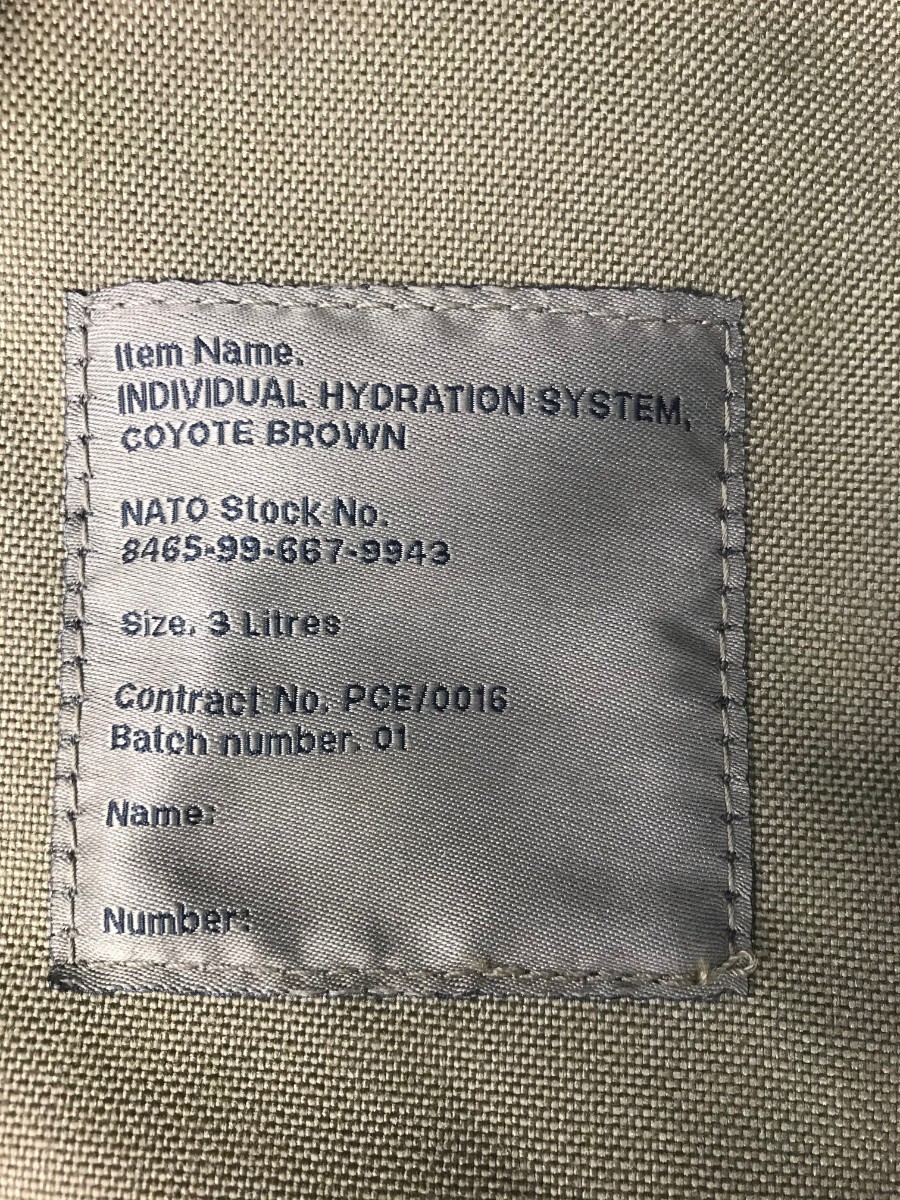 Item Name.
INDIVIDUAL HYDRATION SYSTEM,
COYOTE BROWN
NATO Stock No.
8465-99-667-9943
Size. 3 Litres
Contract No. PCE/0016
Batch number. 01
Name:
Number: